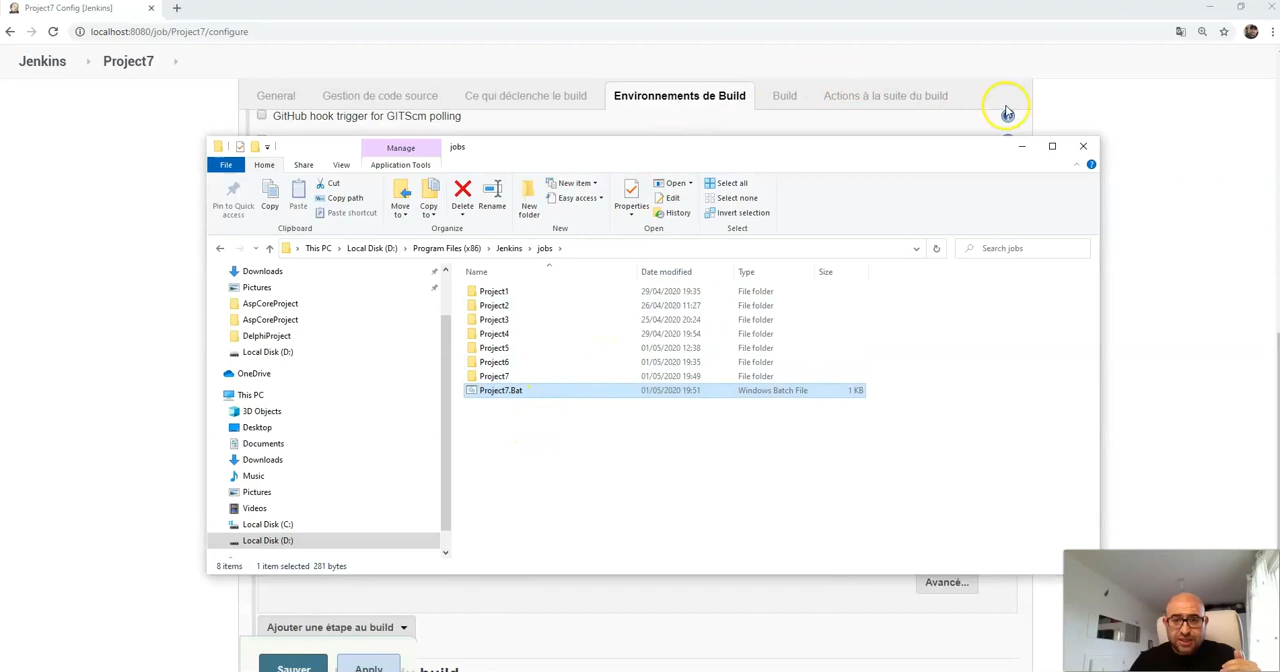 Project7 Config [Jenkins]
localhost:8080/job/Project7/configure
Jenkins
Project7
General
Gestion de code source
Ce qui déclenche le build
Environnements de Build
Build
Actions à la suite du build
GitHub hook trigger for GITScm polling
Manage
jobs
File
Home
Share
View
Application Tools
Pin to Quick access
Copy
Paste
Cut
Copy path
Paste shortcut
Clipboard
Move to
Copy to
Delete
Rename
Organize
New folder
New item
Easy access
New
Properties
Open
Edit
History
Open
Select all
Select none
Invert selection
Select
This PC
Local Disk (D:)
Program Files (x86)
Jenkins
jobs
Search jobs
Name
Date modified
Type
Size
Downloads
Pictures
AspCoreProject
AspCoreProject
DelphiProject
Local Disk (D:)
OneDrive
This PC
3D Objects
Desktop
Documents
Downloads
Music
Pictures
Videos
Local Disk (C:)
Local Disk (D:)
Project1 29/04/2020 19:35 File folder
Project2 26/04/2020 11:27 File folder
Project3 25/04/2020 20:24 File folder
Project4 29/04/2020 19:54 File folder
Project5 01/05/2020 12:38 File folder
Project6 01/05/2020 19:35 File folder
Project7 01/05/2020 19:49 File folder
Project7.Bat 01/05/2020 19:51 Windows Batch File 1 KB
8 items 1 item selected 281 bytes
Avancé...
Ajouter une étape au build
Sauver
Apply